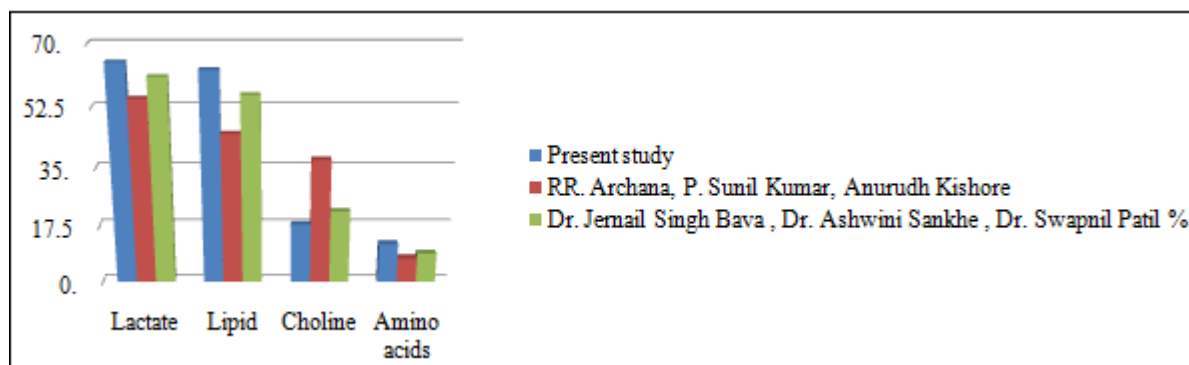 70.
52.5
35.
17.5
0.
Lactate Lipid Choline Amino
acids
Present study
RR. Archana, P. Sunil Kumar, Anurudh Kishore
Dr. Jernail Singh Bava , Dr. Ashwini Sankhe , Dr. Swapnil Patil %